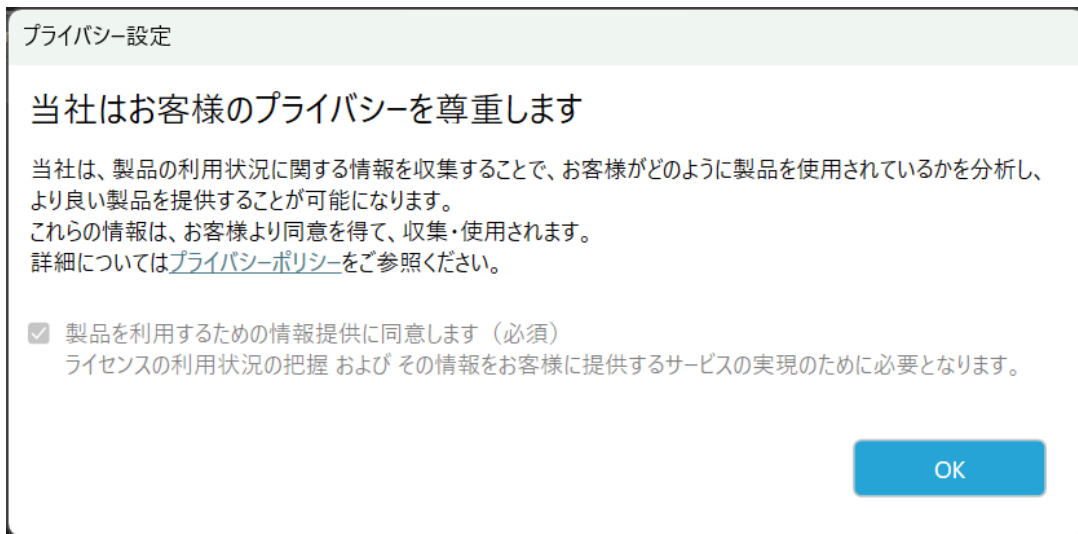 プライバシー設定
当社はお客様のプライバシーを尊重します
当社は、製品の利用状況に関する情報を収集することで、お客様がどのように製品を使用されているかを分析し、
より良い製品を提供することが可能になります。
これらの情報は、お客様より同意を得て、収集・使用されます。
詳細についてはプライバシーポリシーをご参照ください。
製品を利用するための情報提供に同意します（必須）
ライセンスの利用状況の把握 および その情報をお客様に提供するサービスの実現のために必要となります。
OK